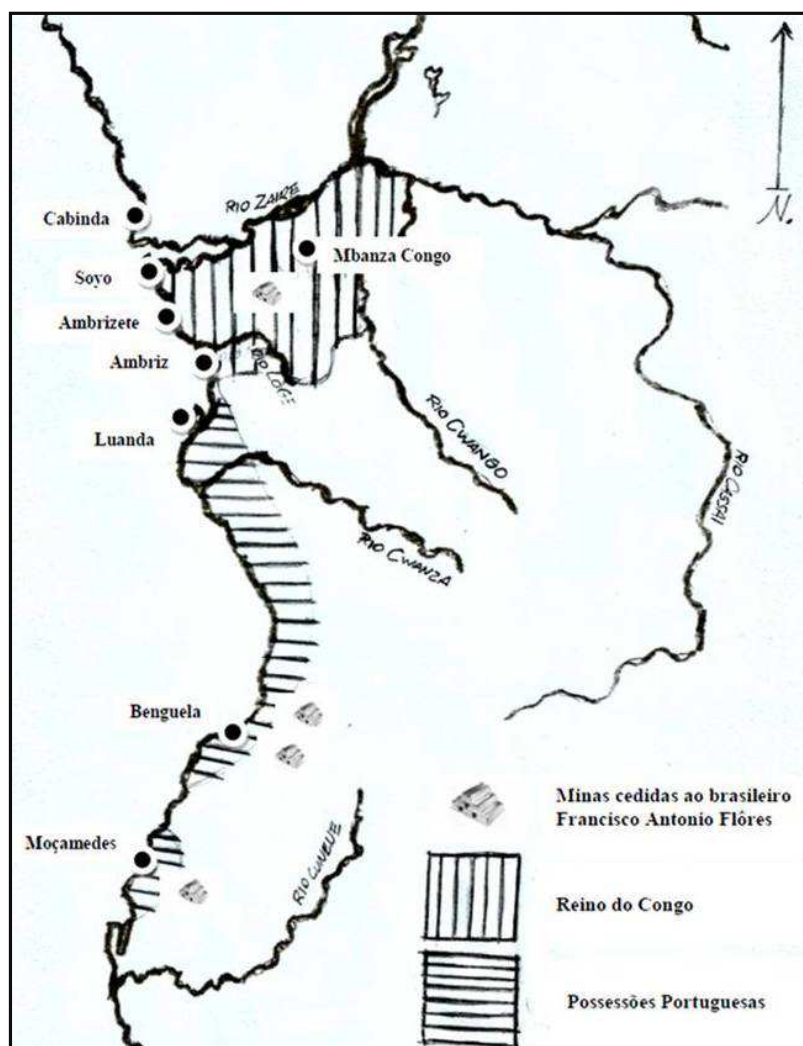 N.
RIO ZAIRE
Cabinda
Mbanza Congo
Soyo
Ambrizete
Ambriz
RIO LOGE
Luanda
RIO CWANGO
RIO CASSAI
RIO CWANZA
Benguela
Minas cedidas ao brasileiro
Francisco Antonio Flôres
Moçamedes
RIO CUNENE
Reino do Congo
Possessões Portuguesas